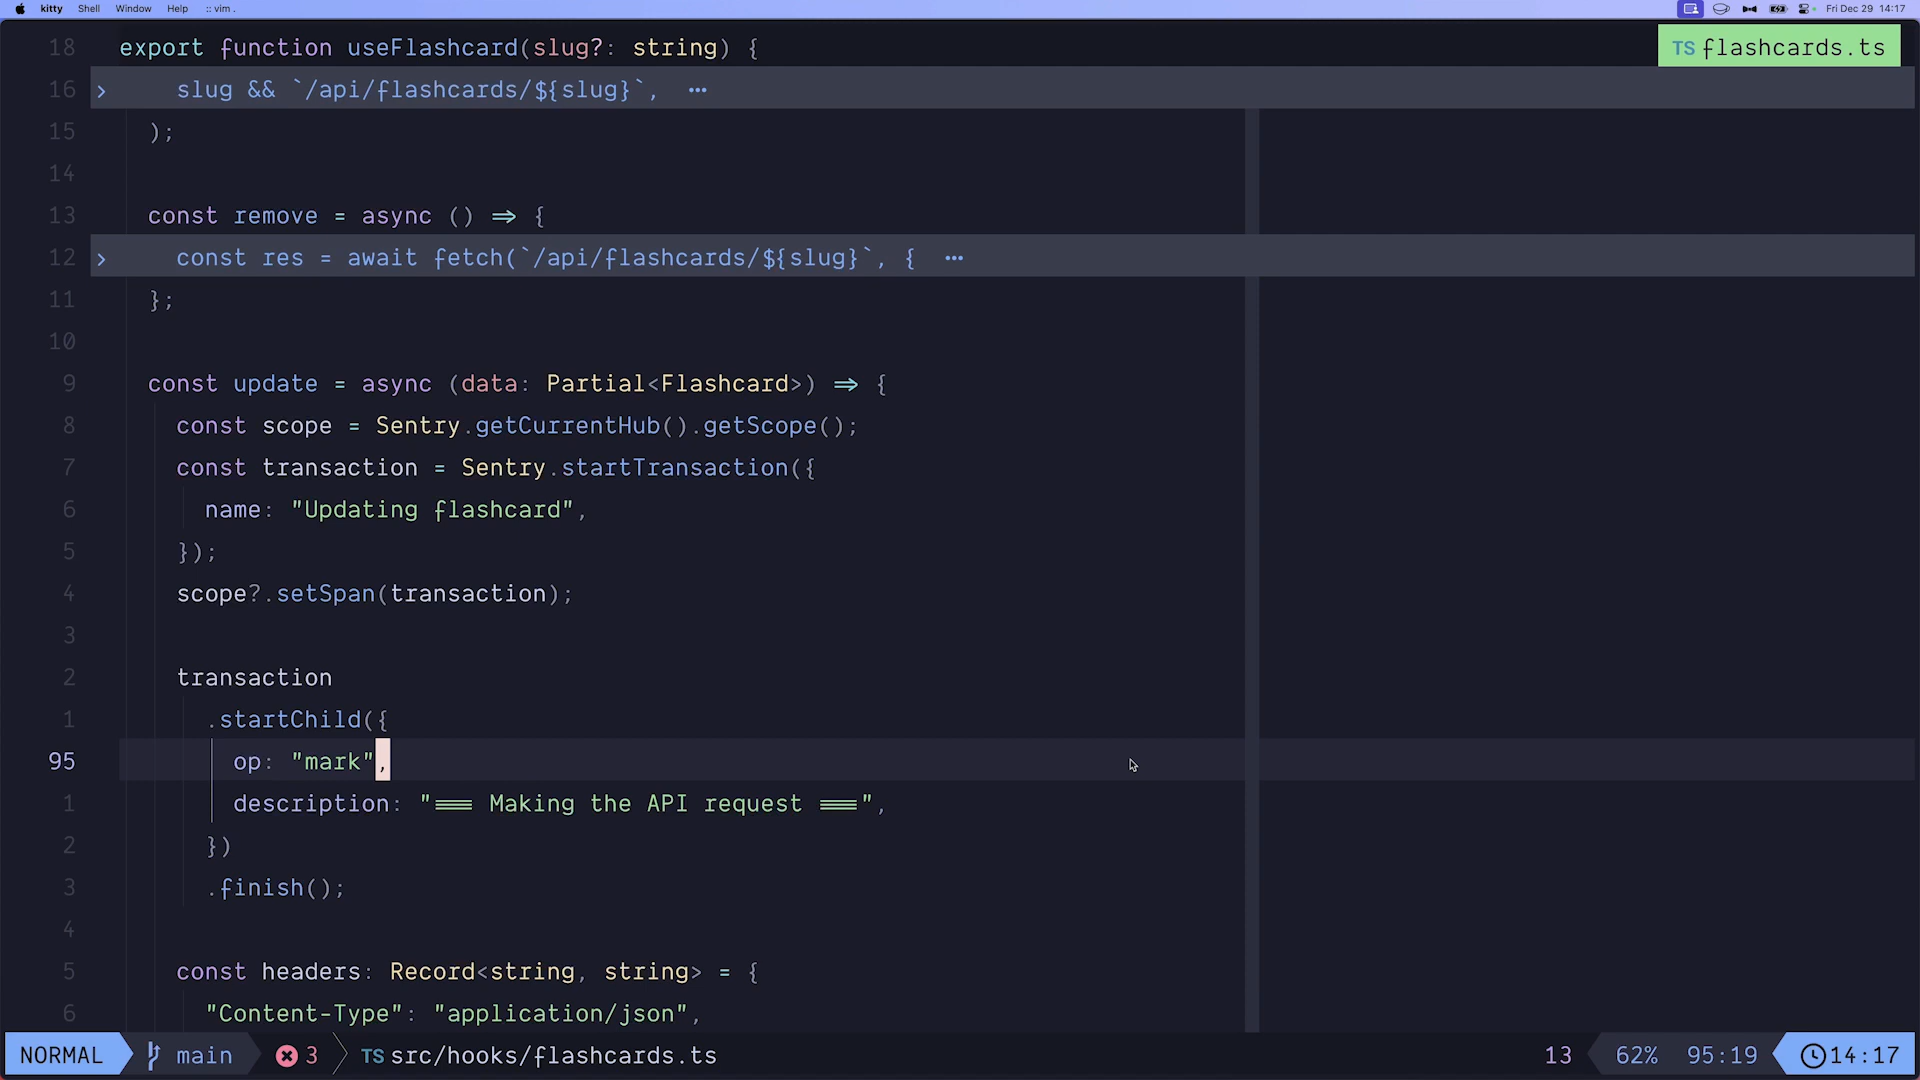 kitty Shell Window Help :: vim . Fri Dec 29 14:17
18 export function useFlashcard(slug?: string) { TS flashcards.ts
16 > slug && `/api/flashcards/${slug}`, ···
15 );
14
13 const remove = async () => {
12 > const res = await fetch(`/api/flashcards/${slug}`, { ···
11 };
10
9 const update = async (data: Partial<Flashcard>) => {
8 const scope = Sentry.getCurrentHub().getScope();
7 const transaction = Sentry.startTransaction({
6 name: "Updating flashcard",
5 });
4 scope?.setSpan(transaction);
3
2 transaction
1 .startChild({
95 op: "mark",
1 description: "=== Making the API request ===",
2 })
3 .finish();
4
5 const headers: Record<string, string> = {
6 "Content-Type": "application/json",
NORMAL main 3 TS src/hooks/flashcards.ts 13 62% 95:19 14:17